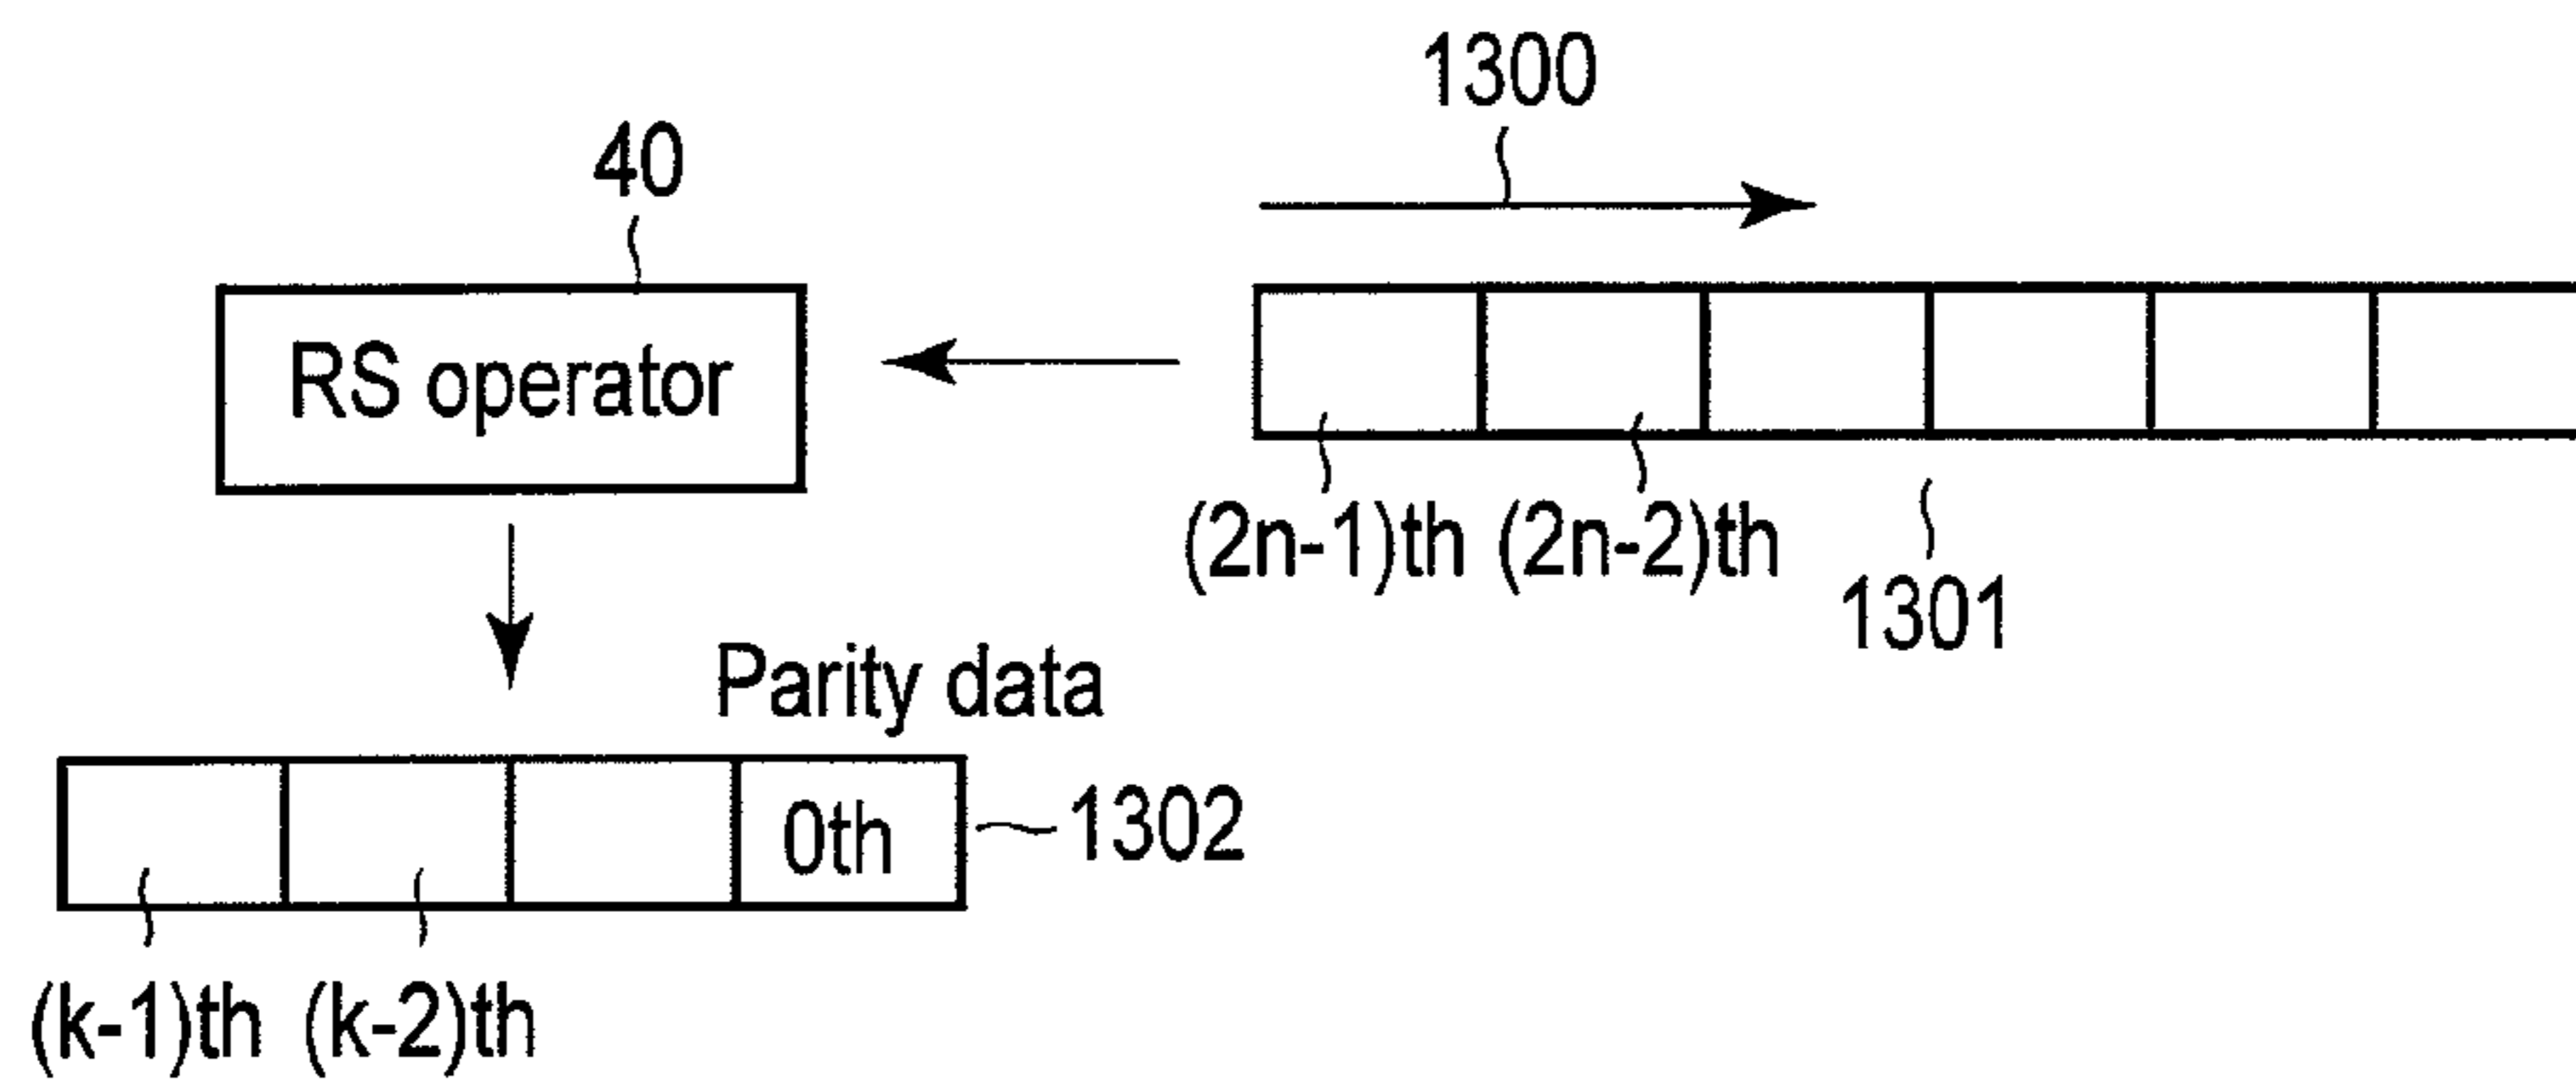 1300
40
RS operator
(2n-1)th (2n-2)th
1301
Parity data
0th
1302
(k-1)th (k-2)th